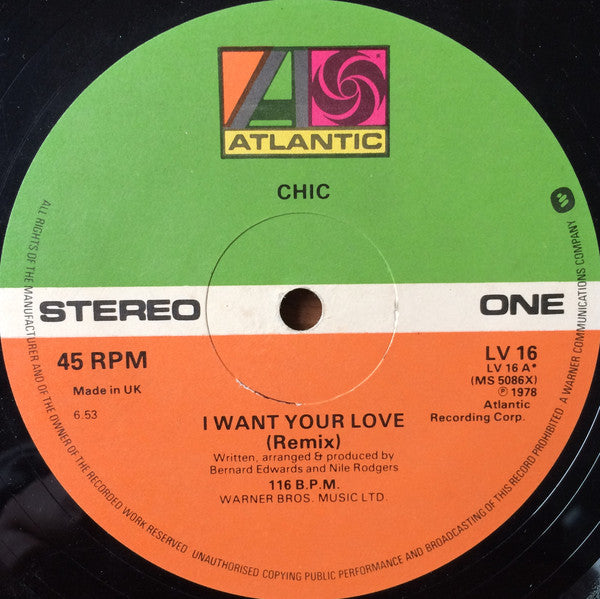 ATLANTIC
CHIC
STEREO
ONE
45 RPM
Made in UK
6.53
LV 16
LV 16 A*
(MS 5086X)
℗ 1978
Atlantic
Recording Corp.
I WANT YOUR LOVE
(Remix)
Written, arranged & produced by
Bernard Edwards and Nile Rodgers
116 B.P.M.
WARNER BROS. MUSIC LTD.
ALL RIGHTS OF THE MANUFACTURER AND OF THE OWNER OF THE RECORDED WORK RESERVED UNAUTHORISED COPYING PUBLIC PERFORMANCE AND BROADCASTING OF THIS RECORD PROHIBITED A WARNER COMMUNICATIONS COMPANY